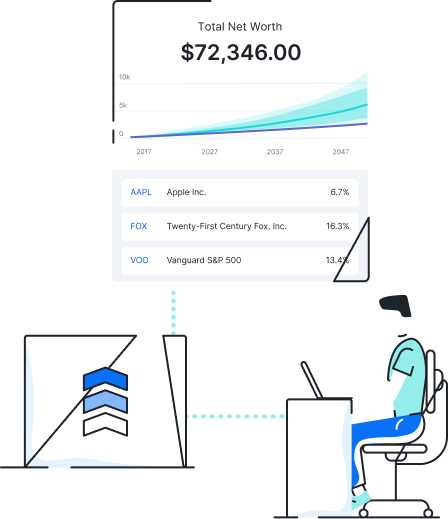 Total Net Worth
$72,346.00
10k
5k
0
2017 2027 2037 2047
AAPL Apple Inc. 6.7%
FOX Twenty-First Century Fox, Inc. 16.3%
VOO Vanguard S&P 500 13.4%